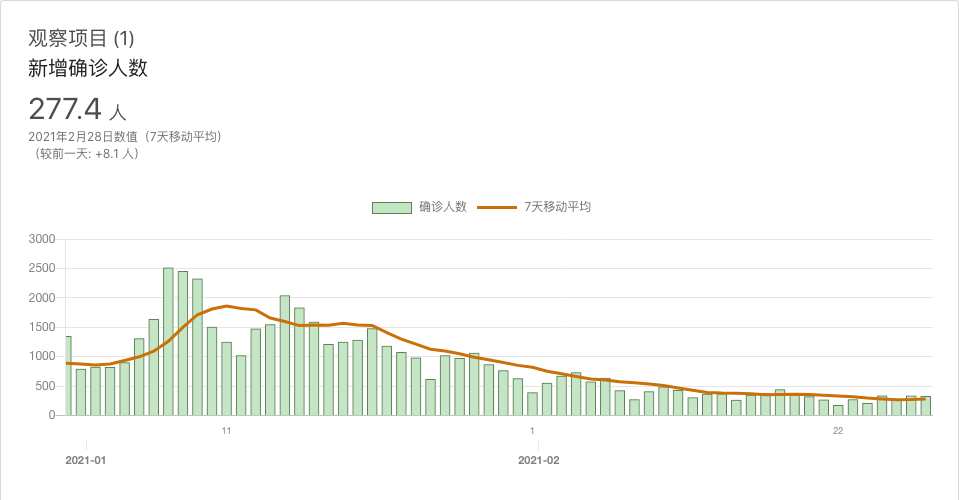 观察项目 (1)
新增确诊人数
277.4 人
2021年2月28日数值（7天移动平均）
（较前一天: +8.1 人）
确诊人数 7天移动平均
3000
2500
2000
1500
1000
500
0
11 1 22
2021-01 2021-02